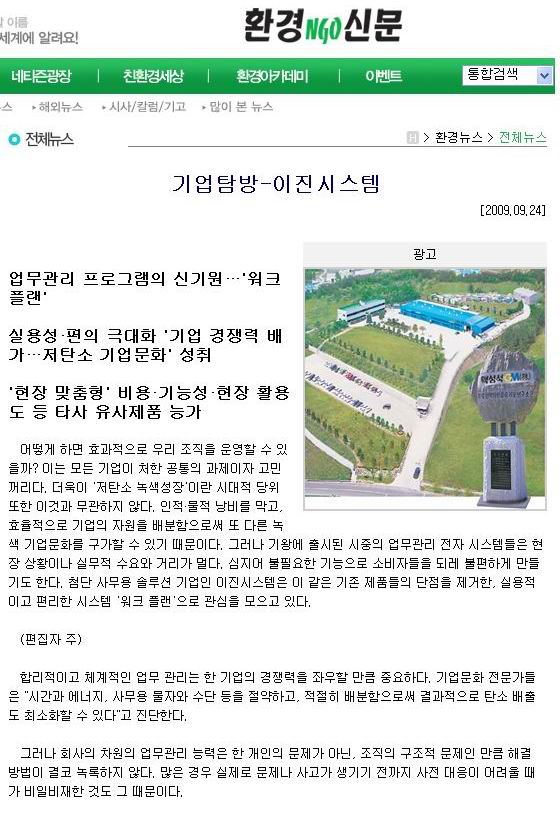 이름
세계에 알려요!
환경NGO신문
네티즌광장 | 친환경세상 | 환경아카데미 | 이벤트 통합검색
뉴스 ▸ 해외뉴스 ▸ 시사/칼럼/기고 ▸ 많이 본 뉴스
전체뉴스 H > 환경뉴스 > 전체뉴스
기업탐방-이진시스템
[2009.09.24]
광고
업무관리 프로그램의 신기원…'워크
플랜'
실용성·편의 극대화 '기업 경쟁력 배
가…저탄소 기업문화' 성취
'현장 맞춤형' 비용·기능성·현장 활용
도 등 타사 유사제품 능가
어떻게 하면 효과적으로 우리 조직을 운영할 수 있
을까? 이는 모든 기업이 처한 공통의 과제이자 고민
꺼리다. 더욱이 '저탄소 녹색성장'이란 시대적 당위
또한 이것과 무관하지 않다. 인적·물적 낭비를 막고,
효율적으로 기업의 자원을 배분함으로써 또 다른 녹
색 기업문화를 구가할 수 있기 때문이다. 그러나 기왕에 출시된 시중의 업무관리 전자 시스템들은 현
장 상황이나 실무적 수요와 거리가 멀다. 심지어 불필요한 기능으로 소비자들을 되레 불편하게 만들
기도 한다. 첨단 사무용 솔루션 기업인 이진시스템은 이 같은 기존 제품들의 단점을 제거한, 실용적
이고 편리한 시스템 '워크 플랜'으로 관심을 모으고 있다.
(편집자 주)
합리적이고 체계적인 업무 관리는 한 기업의 경쟁력을 좌우할 만큼 중요하다. 기업문화 전문가들
은 "시간과 에너지, 사무용 물자와 수단 등을 절약하고, 적절히 배분함으로써 결과적으로 탄소 배출
도 최소화할 수 있다"고 진단한다.
그러나 회사의 차원의 업무관리 능력은 한 개인의 문제가 아닌, 조직의 구조적 문제인 만큼 해결
방법이 결코 녹록하지 않다. 많은 경우 실제로 문제나 사고가 생기기 전까지 사전 대응이 어려울 때
가 비일비재한 것도 그 때문이다.